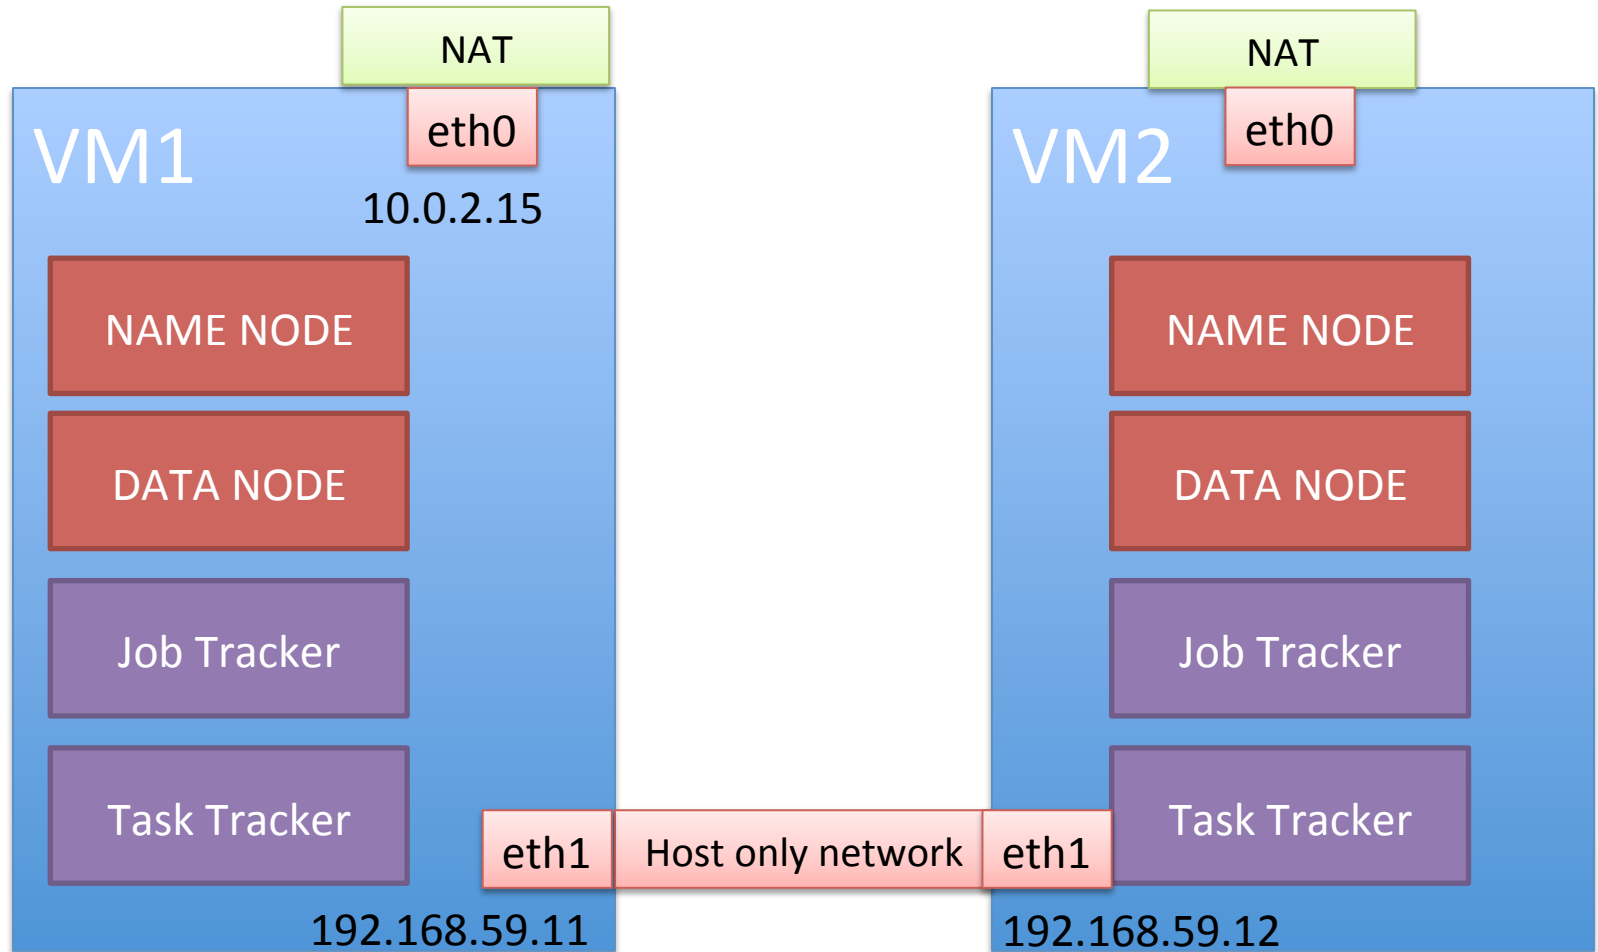 NAT
eth0
VM1
10.0.2.15
NAME NODE
DATA NODE
Job Tracker
Task Tracker
eth1
192.168.59.11
Host only network
NAT
eth0
VM2
NAME NODE
DATA NODE
Job Tracker
Task Tracker
eth1
192.168.59.12